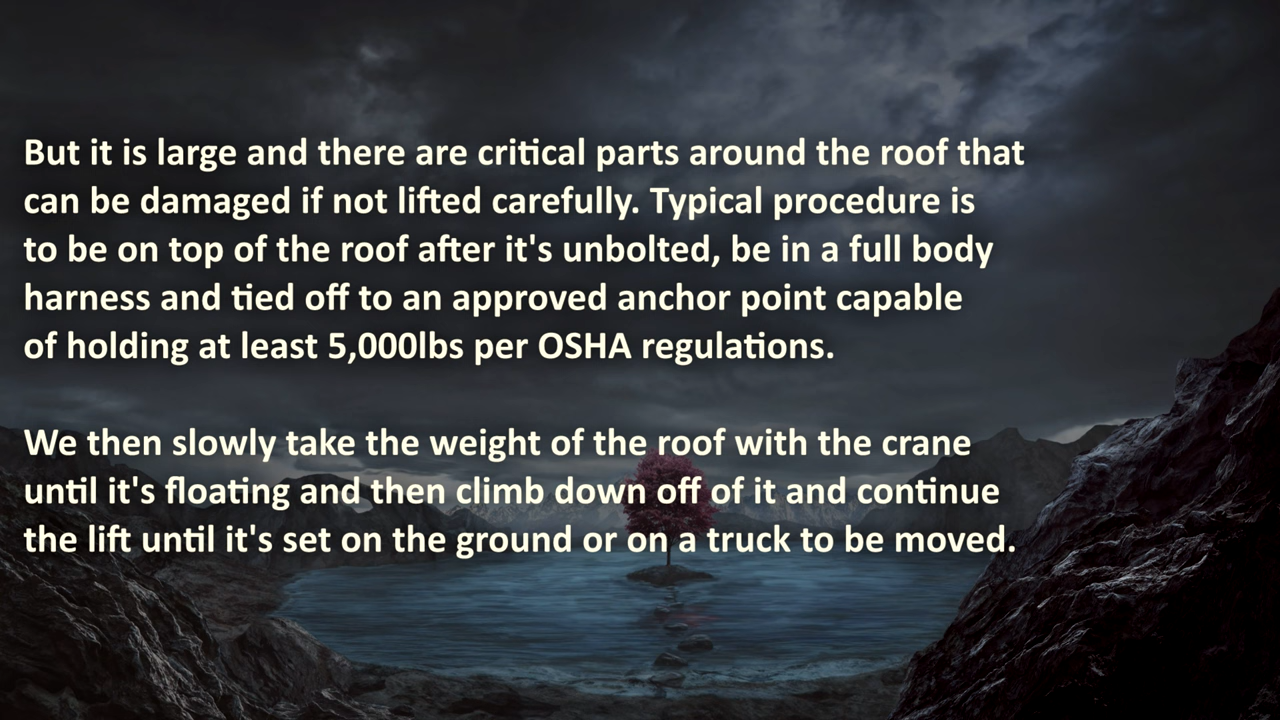 But it is large and there are critical parts around the roof that
can be damaged if not lifted carefully. Typical procedure is
to be on top of the roof after it's unbolted, be in a full body
harness and tied off to an approved anchor point capable
of holding at least 5,000lbs per OSHA regulations.
We then slowly take the weight of the roof with the crane
until it's floating and then climb down off of it and continue
the lift until it's set on the ground or on a truck to be moved.